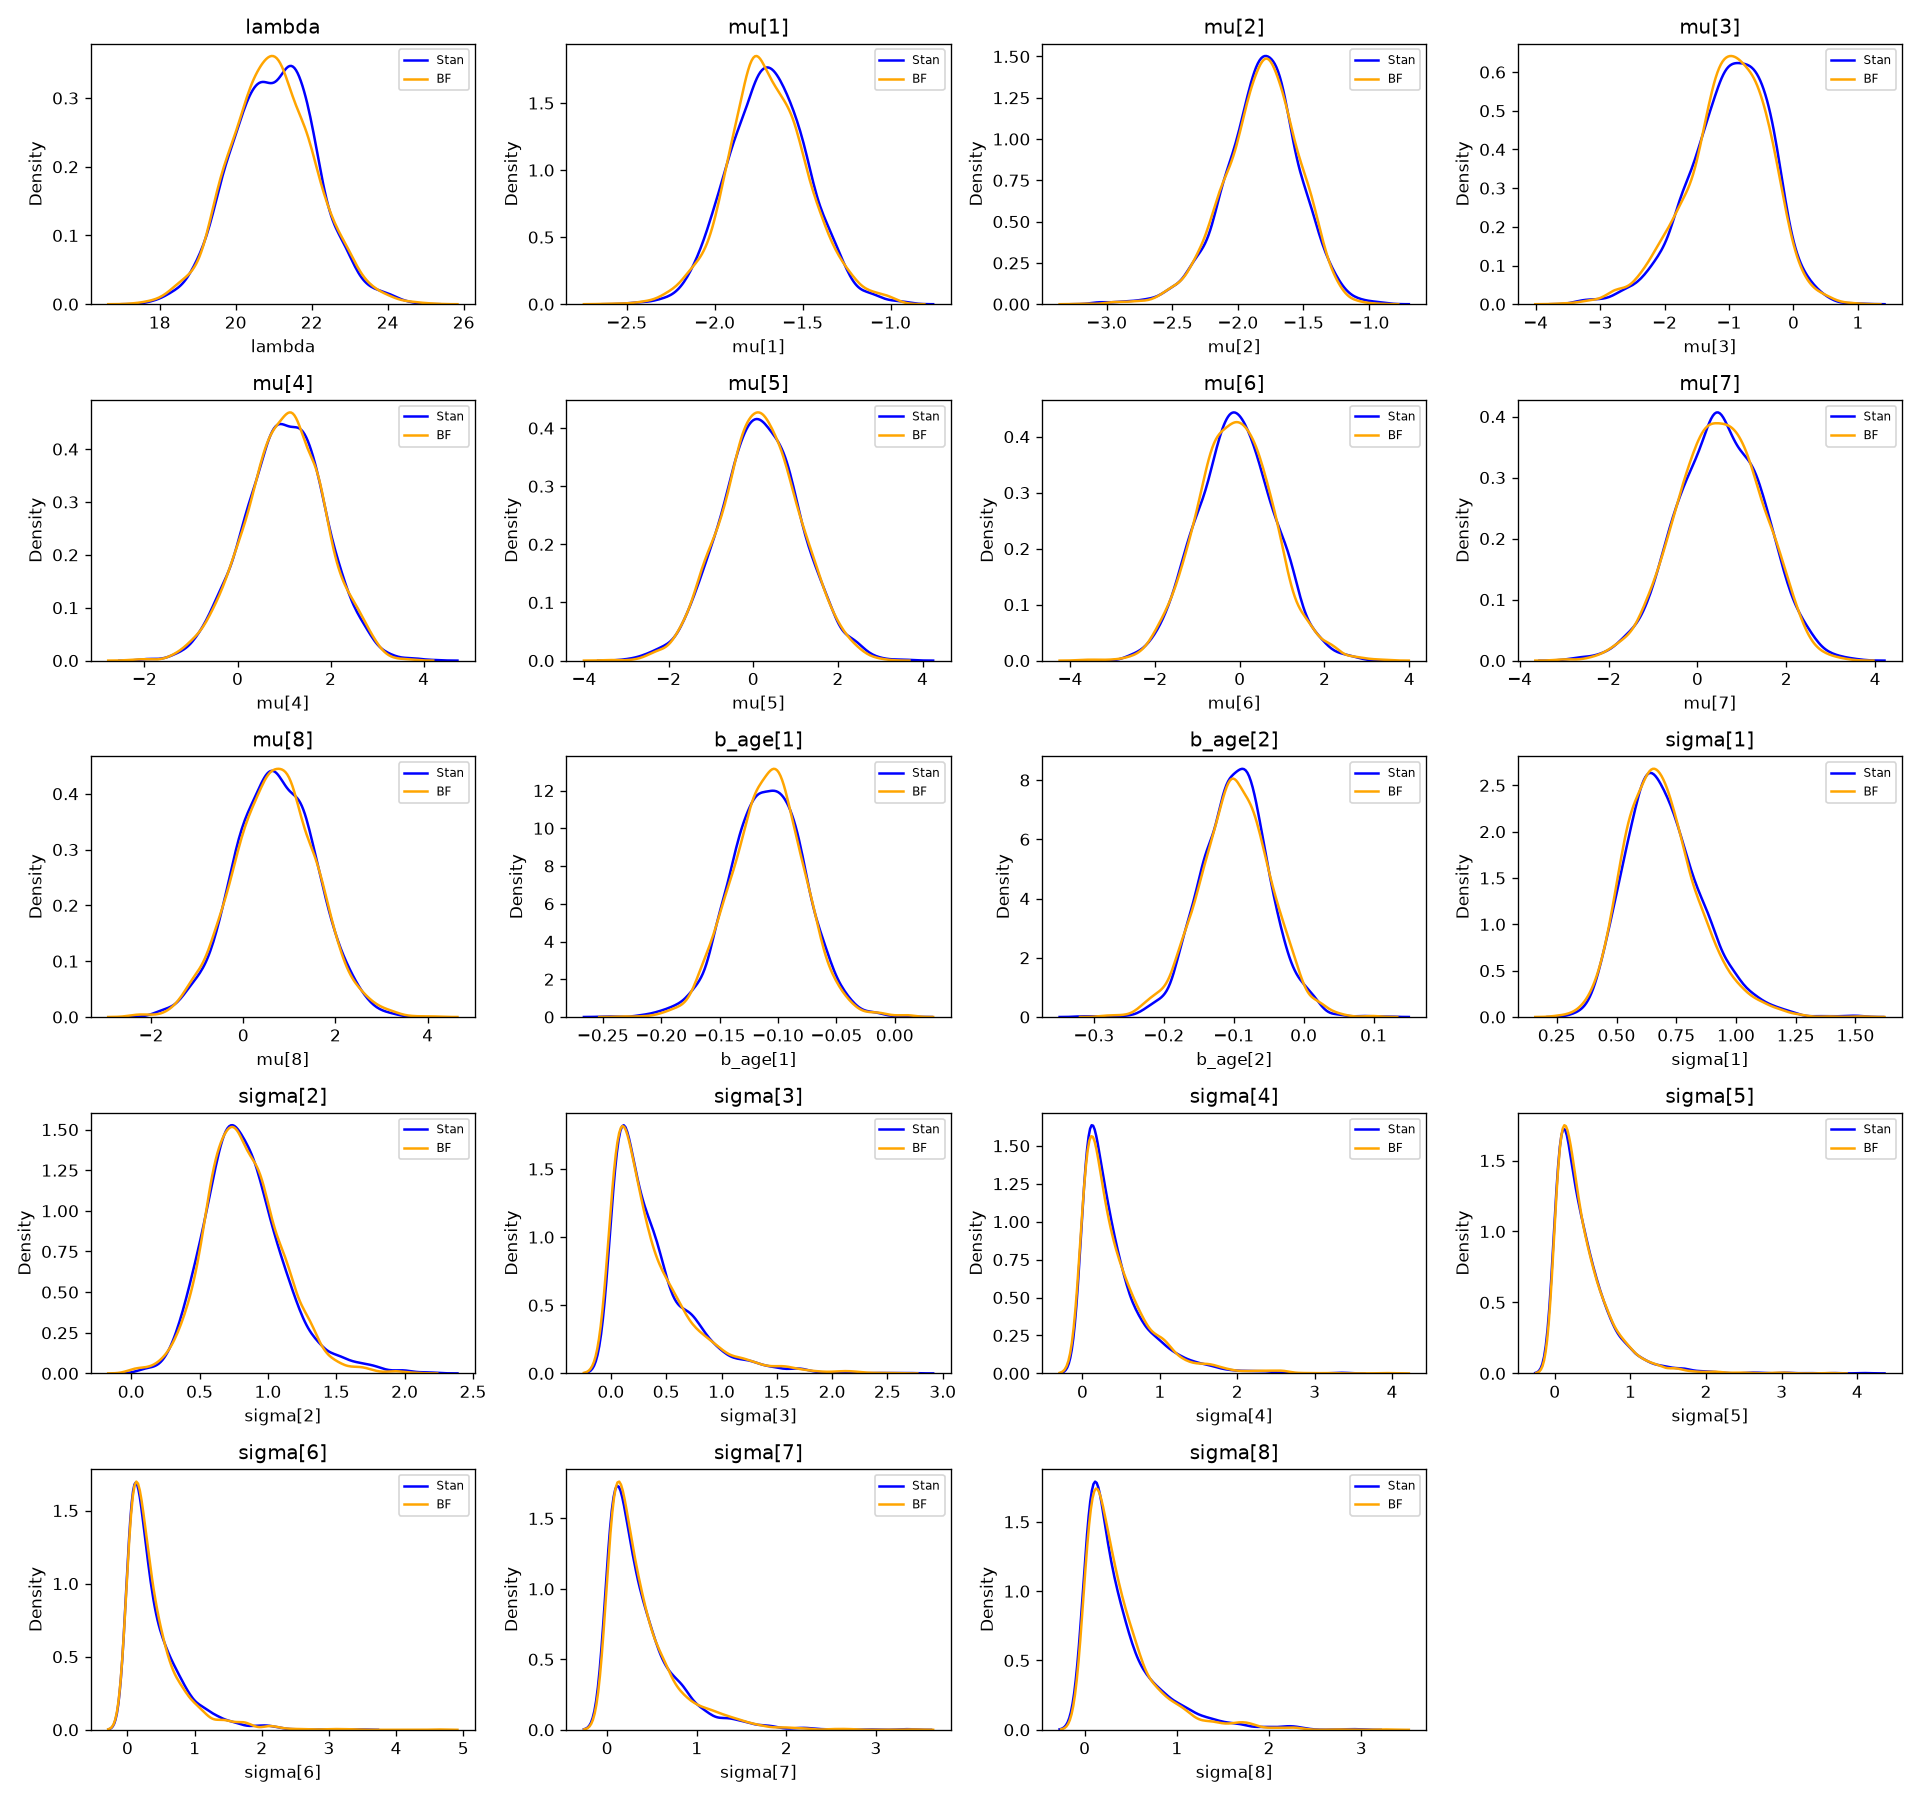 lambda
mu[1]
mu[2]
mu[3]
Density
0.0
0.1
0.2
0.3
18
20
22
24
26
lambda
Stan
BF
Density
0.0
0.5
1.0
1.5
−2.5
−2.0
−1.5
−1.0
mu[1]
Stan
BF
Density
0.00
0.25
0.50
0.75
1.00
1.25
1.50
−3.0
−2.5
−2.0
−1.5
−1.0
mu[2]
Stan
BF
Density
0.0
0.1
0.2
0.3
0.4
0.5
0.6
−4
−3
−2
−1
0
1
mu[3]
Stan
BF
mu[4]
mu[5]
mu[6]
mu[7]
Density
0.0
0.1
0.2
0.3
0.4
−2
0
2
4
mu[4]
Stan
BF
Density
0.0
0.1
0.2
0.3
0.4
−4
−2
0
2
4
mu[5]
Stan
BF
Density
0.0
0.1
0.2
0.3
0.4
−4
−2
0
2
4
mu[6]
Stan
BF
Density
0.0
0.1
0.2
0.3
0.4
−4
−2
0
2
4
mu[7]
Stan
BF
mu[8]
b_age[1]
b_age[2]
sigma[1]
Density
0.0
0.1
0.2
0.3
0.4
−2
0
2
4
mu[8]
Stan
BF
Density
0
2
4
6
8
10
12
−0.25
−0.20
−0.15
−0.10
−0.05
0.00
b_age[1]
Stan
BF
Density
0
2
4
6
8
−0.3
−0.2
−0.1
0.0
0.1
b_age[2]
Stan
BF
Density
0.0
0.5
1.0
1.5
2.0
2.5
0.25
0.50
0.75
1.00
1.25
1.50
sigma[1]
Stan
BF
sigma[2]
sigma[3]
sigma[4]
sigma[5]
Density
0.00
0.25
0.50
0.75
1.00
1.25
1.50
0.0
0.5
1.0
1.5
2.0
2.5
sigma[2]
Stan
BF
Density
0.0
0.5
1.0
1.5
0.0
0.5
1.0
1.5
2.0
2.5
3.0
sigma[3]
Stan
BF
Density
0.00
0.25
0.50
0.75
1.00
1.25
1.50
0
1
2
3
4
sigma[4]
Stan
BF
Density
0.0
0.5
1.0
1.5
0
1
2
3
4
sigma[5]
Stan
BF
sigma[6]
sigma[7]
sigma[8]
Density
0.0
0.5
1.0
1.5
0
1
2
3
4
5
sigma[6]
Stan
BF
Density
0.0
0.5
1.0
1.5
0
1
2
3
sigma[7]
Stan
BF
Density
0.0
0.5
1.0
1.5
0
1
2
3
sigma[8]
Stan
BF